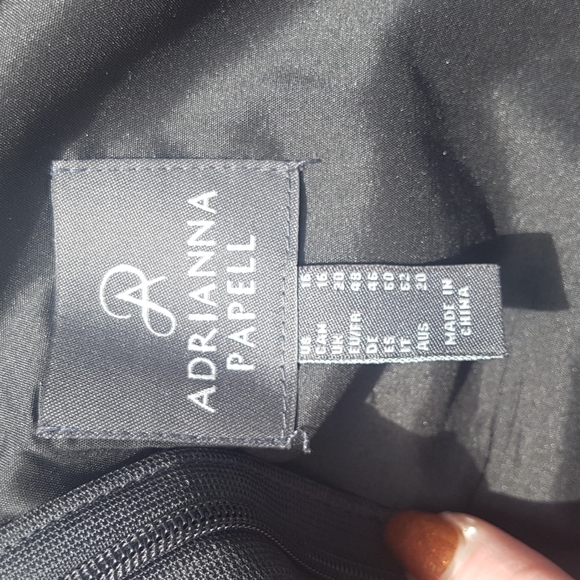 ADRIANNA
PAPELL
US 16
CAN 16
UK 20
EU/FR 48
DE 46
ES 50
IT 52
AUS 20
MADE IN
CHINA